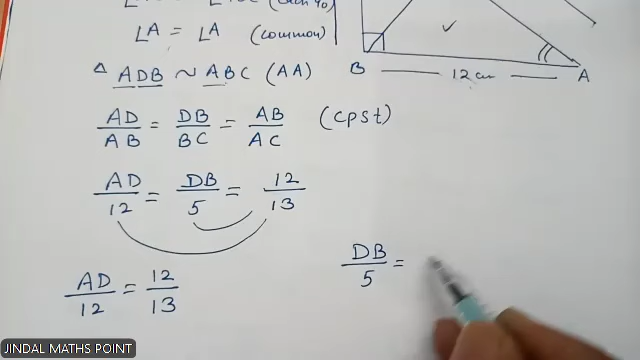 ∠A = ∠A (common)
△ ADB ~ ABC (AA)
B 12 cm A
AD/AB = DB/BC = AB/AC (cpst)
AD/12 = DB/5 = 12/13
AD/12 = 12/13
DB/5 =
JINDAL MATHS POINT